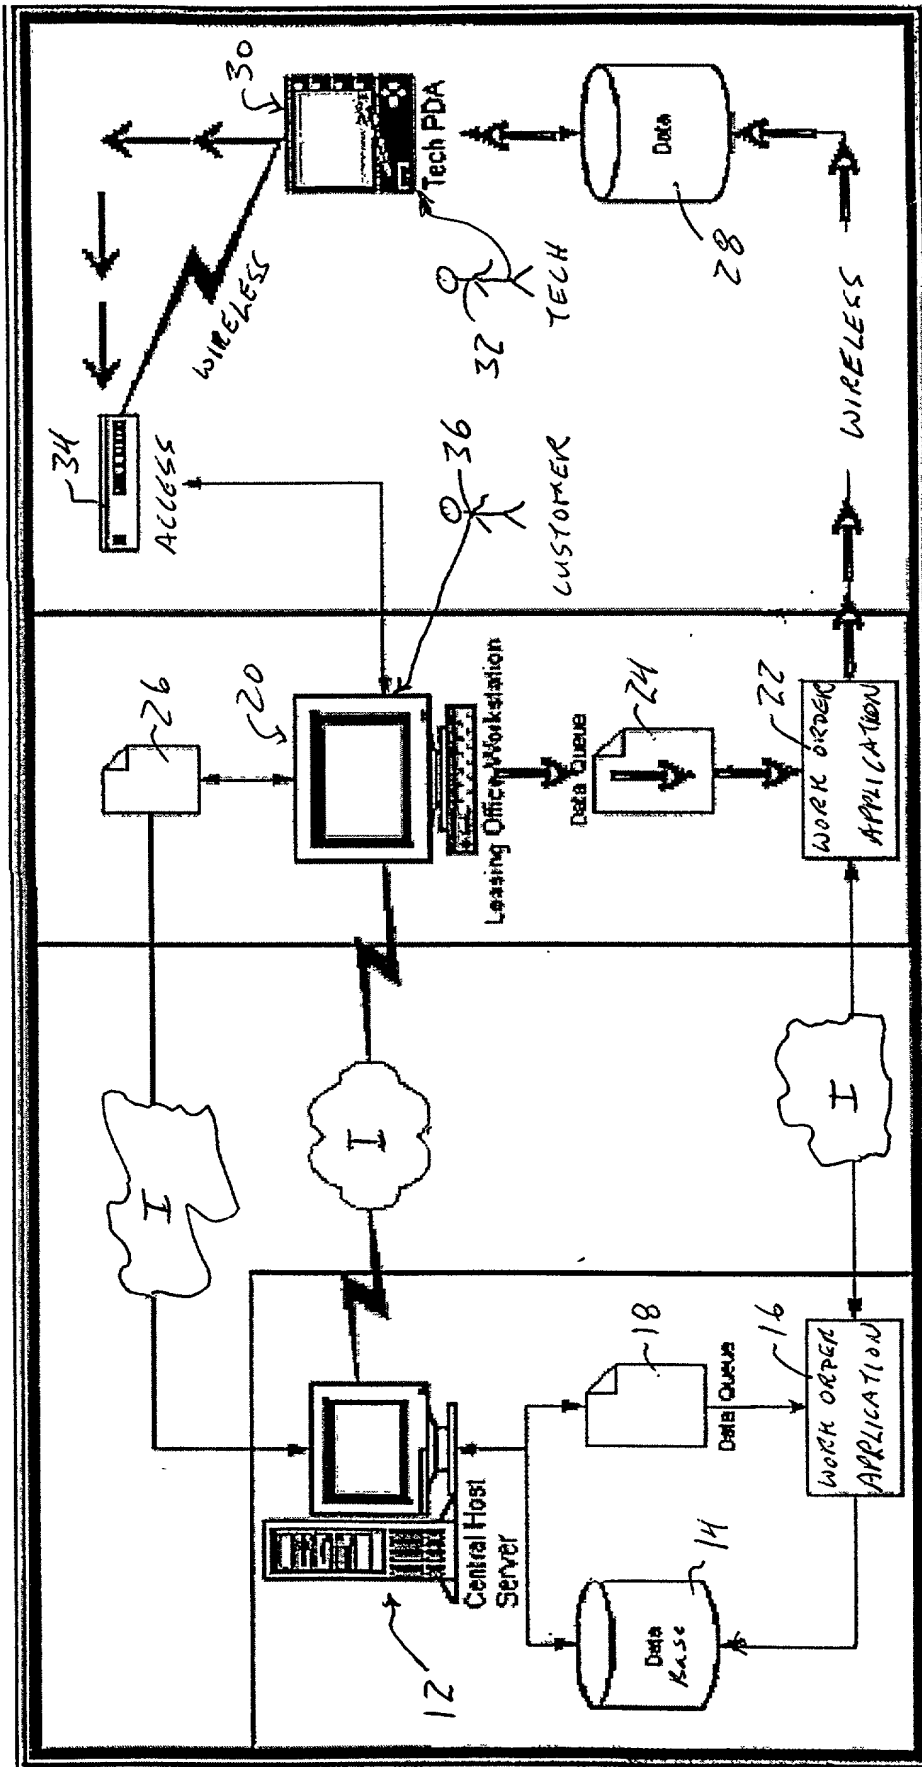 34
ACCESS
WIRELESS
30
Tech PDA
32
TECH
36
CUSTOMER
Data
28
WIRELESS
26
20
Leasing Office Workstation
Data Queue
24
WORK ORDER
APPLICATION
22
I
I
I
12
Central Host
Server
Data
Base
14
18
Data Queue
WORK ORDER
APPLICATION
16